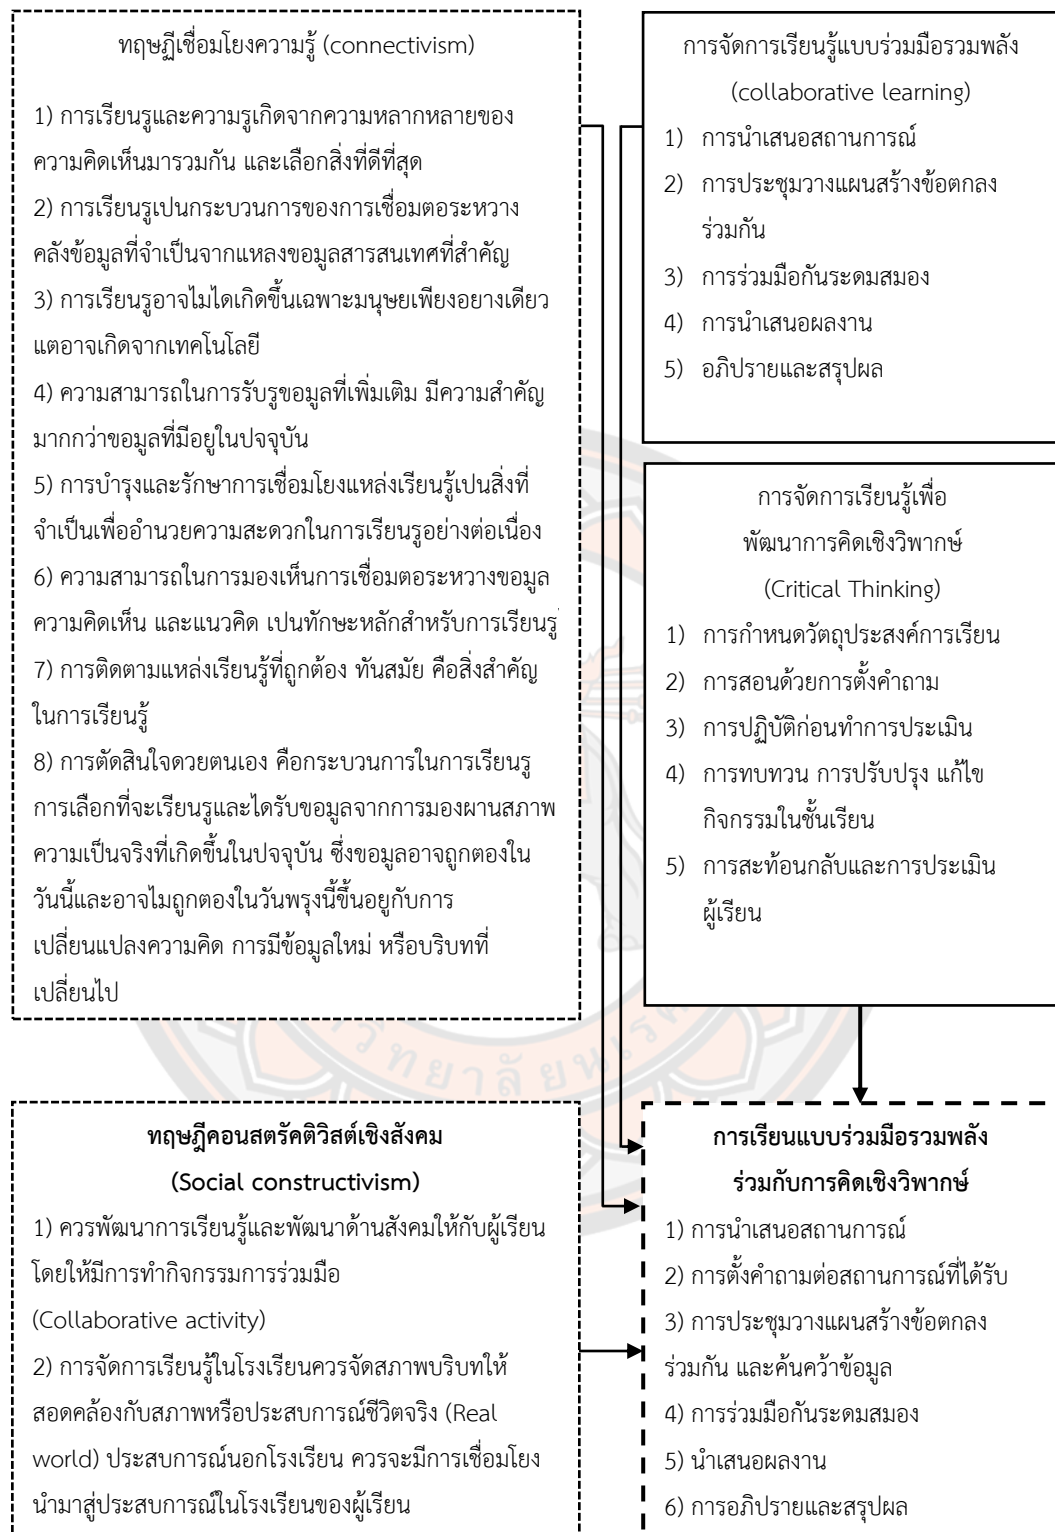 ทฤษฏีเชื่อมโยงความรู้ (connectivism)
1) การเรียนรูและความรูเกิดจากความหลากหลายของ
ความคิดเห็นมารวมกัน และเลือกสิ่งที่ดีที่สุด
2) การเรียนรูเปนกระบวนการของการเชื่อมตอระหวาง
คลังข้อมูลที่จำเป็นจากแหลงขอมูลสารสนเทศที่สำคัญ
3) การเรียนรูอาจไมไดเกิดขึ้นเฉพาะมนุษยเพียงอยางเดียว
แตอาจเกิดจากเทคโนโลยี
4) ความสามารถในการรับรูขอมูลที่เพิ่มเติม มีความสำคัญ
มากกว่าขอมูลที่มีอยูในปจจุบัน
5) การบำรุงและรักษาการเชื่อมโยงแหล่งเรียนรู้เปนสิ่งที่
จำเป็นเพื่ออำนวยความสะดวกในการเรียนรูอย่างต่อเนื่อง
6) ความสามารถในการมองเห็นการเชื่อมตอระหวางขอมูล
ความคิดเห็น และแนวคิด เปนทักษะหลักสำหรับการเรียนรู้
7) การติดตามแหล่งเรียนรู้ที่ถูกต้อง ทันสมัย คือสิ่งสำคัญ
ในการเรียนรู้
8) การตัดสินใจดวยตนเอง คือกระบวนการในการเรียนรู
การเลือกที่จะเรียนรูและไดรับขอมูลจากการมองผานสภาพ
ความเป็นจริงที่เกิดขึ้นในปจจุบัน ซึ่งขอมูลอาจถูกตองใน
วันนี้และอาจไมถูกตองในวันพรุงนี้ขึ้นอยูกับการ
เปลี่ยนแปลงความคิด การมีข้อมูลใหม่ หรือบริบทที่
เปลี่ยนไป
การจัดการเรียนรู้แบบร่วมมือรวมพลัง
(collaborative learning)
1) การนำเสนอสถานการณ์
2) การประชุมวางแผนสร้างข้อตกลง
ร่วมกัน
3) การร่วมมือกันระดมสมอง
4) การนำเสนอผลงาน
5) อภิปรายและสรุปผล
การจัดการเรียนรู้เพื่อ
พัฒนาการคิดเชิงวิพากษ์
(Critical Thinking)
1) การกำหนดวัตถุประสงค์การเรียน
2) การสอนด้วยการตั้งคำถาม
3) การปฏิบัติก่อนทำการประเมิน
4) การทบทวน การปรับปรุง แก้ไข
กิจกรรมในชั้นเรียน
5) การสะท้อนกลับและการประเมิน
ผู้เรียน
วิทยาลัยนเร
ทฤษฎีคอนสตรัคติวิสต์เชิงสังคม
(Social constructivism)
1) ควรพัฒนาการเรียนรู้และพัฒนาด้านสังคมให้กับผู้เรียน
โดยให้มีการทำกิจกรรมการร่วมมือ
(Collaborative activity)
2) การจัดการเรียนรู้ในโรงเรียนควรจัดสภาพบริบทให้
สอดคล้องกับสภาพหรือประสบการณ์ชีวิตจริง (Real
world) ประสบการณ์นอกโรงเรียน ควรจะมีการเชื่อมโยง
นำมาสู่ประสบการณ์ในโรงเรียนของผู้เรียน
การเรียนแบบร่วมมือรวมพลัง
ร่วมกับการคิดเชิงวิพากษ์
1) การนำเสนอสถานการณ์
2) การตั้งคำถามต่อสถานการณ์ที่ได้รับ
3) การประชุมวางแผนสร้างข้อตกลง
ร่วมกัน และค้นคว้าข้อมูล
4) การร่วมมือกันระดมสมอง
5) นำเสนอผลงาน
6) การอภิปรายและสรุปผล